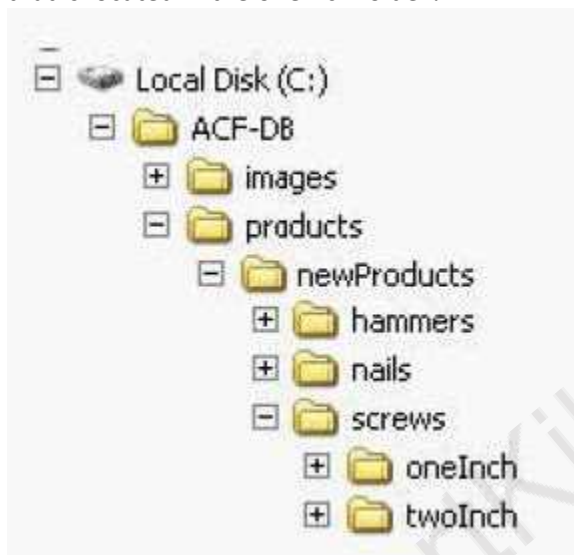 Local Disk (C:)
ACF-DB
images
products
newProducts
hammers
nails
screws
oneInch
twoInch